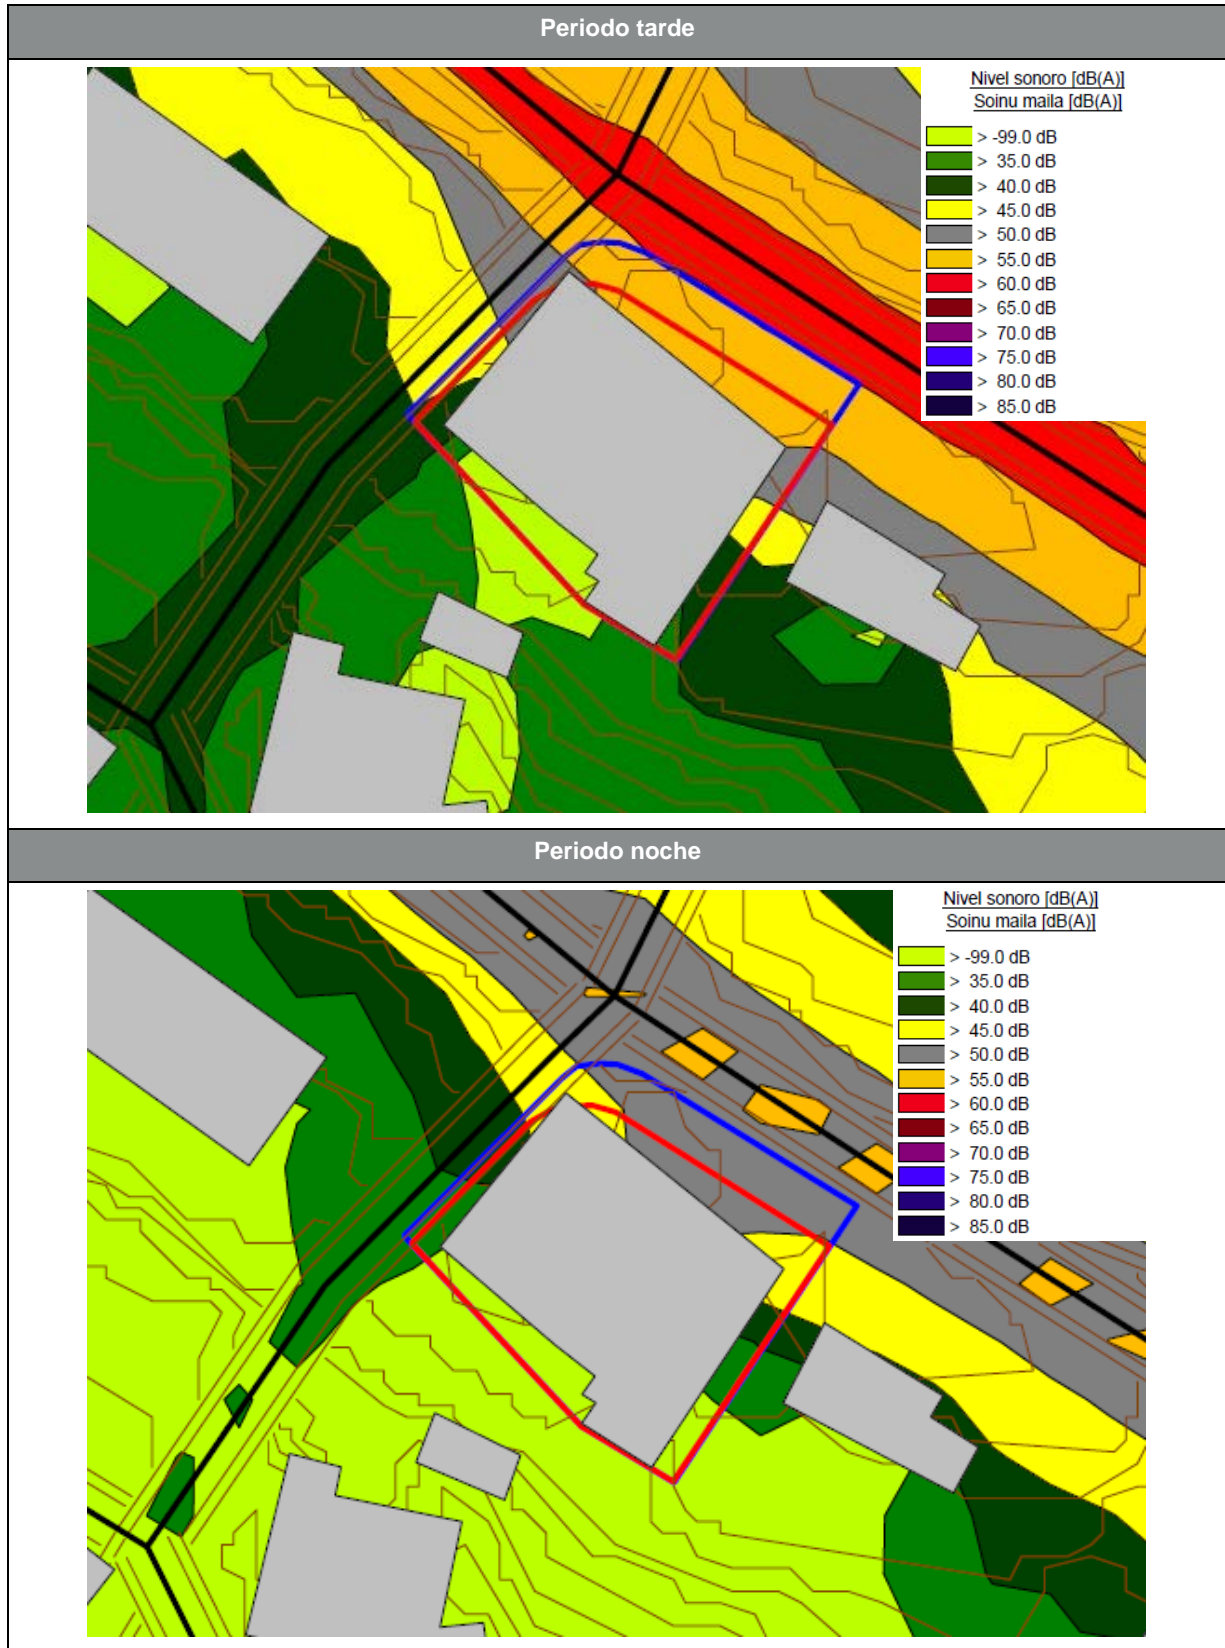 Periodo tarde
Nivel sonoro [dB(A)]
Soinu maila [dB(A)]
> -99.0 dB
> 35.0 dB
> 40.0 dB
> 45.0 dB
> 50.0 dB
> 55.0 dB
> 60.0 dB
> 65.0 dB
> 70.0 dB
> 75.0 dB
> 80.0 dB
> 85.0 dB
Periodo noche
Nivel sonoro [dB(A)]
Soinu maila [dB(A)]
> -99.0 dB
> 35.0 dB
> 40.0 dB
> 45.0 dB
> 50.0 dB
> 55.0 dB
> 60.0 dB
> 65.0 dB
> 70.0 dB
> 75.0 dB
> 80.0 dB
> 85.0 dB